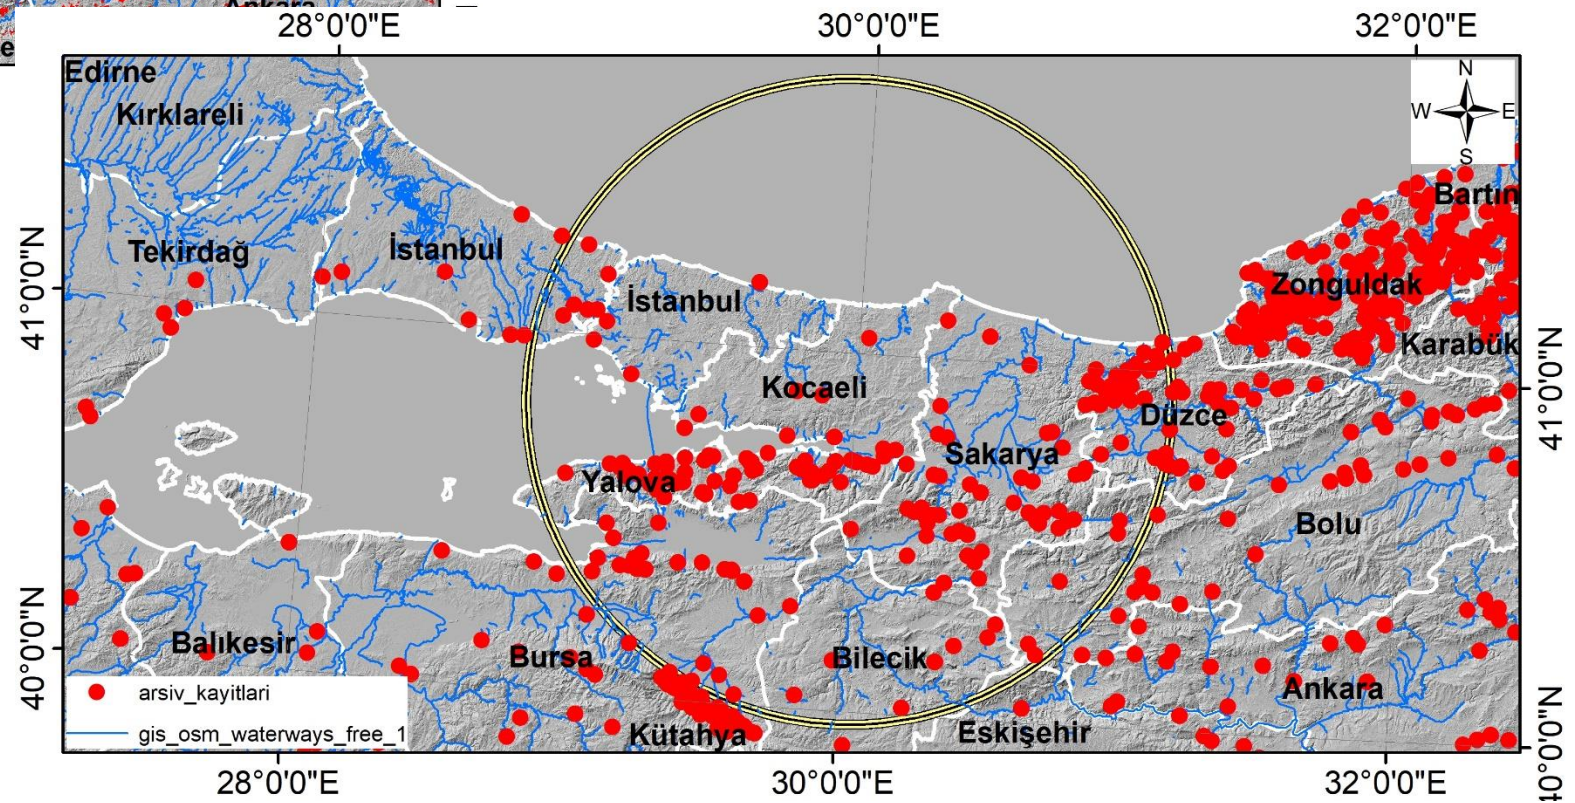 Ankara
e
28°0'0"E 30°0'0"E 32°0'0"E
Edirne
N
Kırklareli
W E
S
Bartın
Tekirdağ İstanbul
41°0'0"N
Zonguldak
İstanbul
Karabük
41°0'0"N
Kocaeli
Düzce
Sakarya
Yalova
Bolu
40°0'0"N
Balıkesir
Bursa Bilecik
Ankara
arsiv_kayitlari
Kütahya Eskişehir
gis_osm_waterways_free_1
40°0'0"N
28°0'0"E 30°0'0"E 32°0'0"E